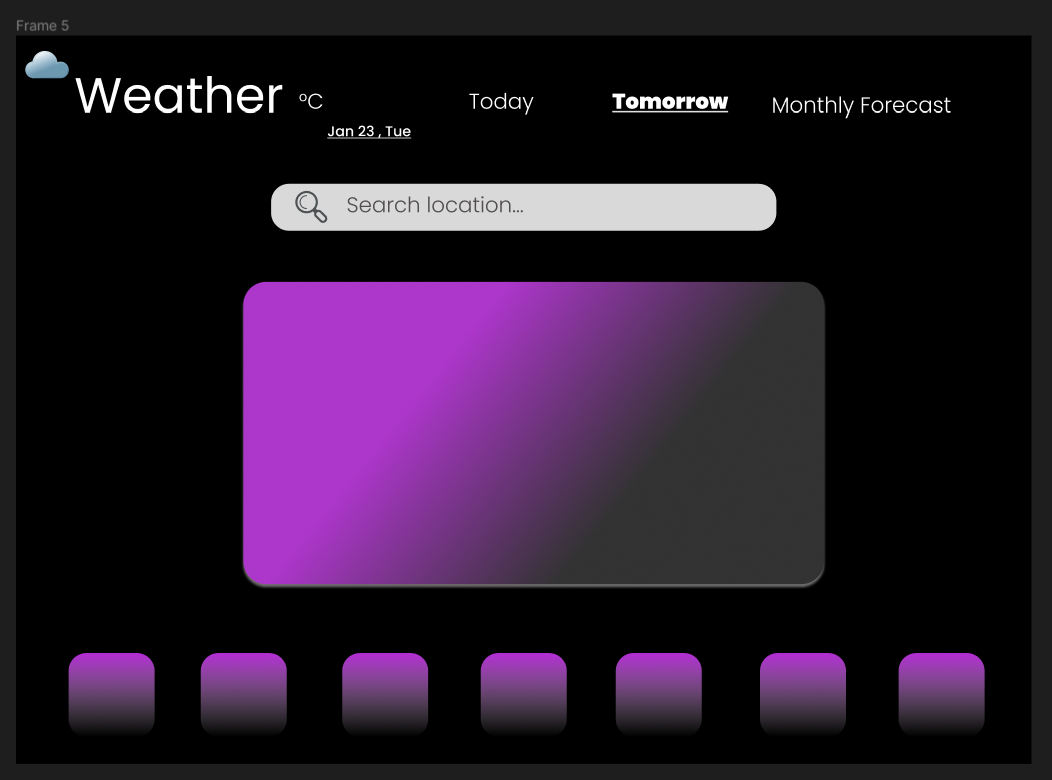 Frame 5
Weather °C Today Tomorrow Monthly Forecast
Jan 23 , Tue
Search location...